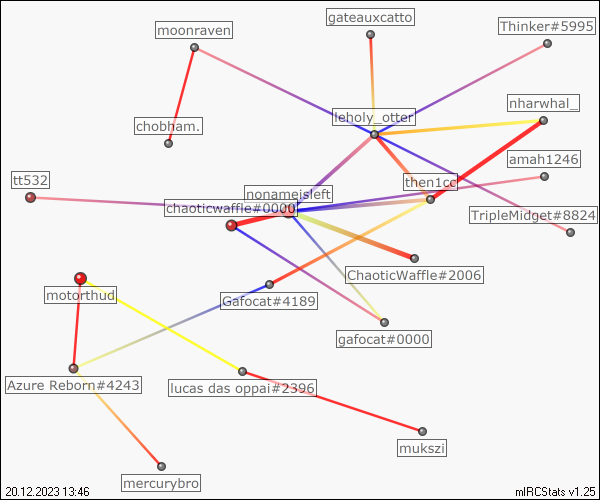 gateauxcatto
Thinker#5995
moonraven
nharwhal_
leholy_otter
chobham.
amah1246
tt532
then1cc
nonameisleft
chaoticwaffle#0000
TripleMidget#8824
ChaoticWaffle#2006
motorthud
Gafocat#4189
gafocat#0000
Azure Reborn#4243
lucas das oppai#2396
mukszi
mercurybro
20.12.2023 13:46
mIRCStats v1.25